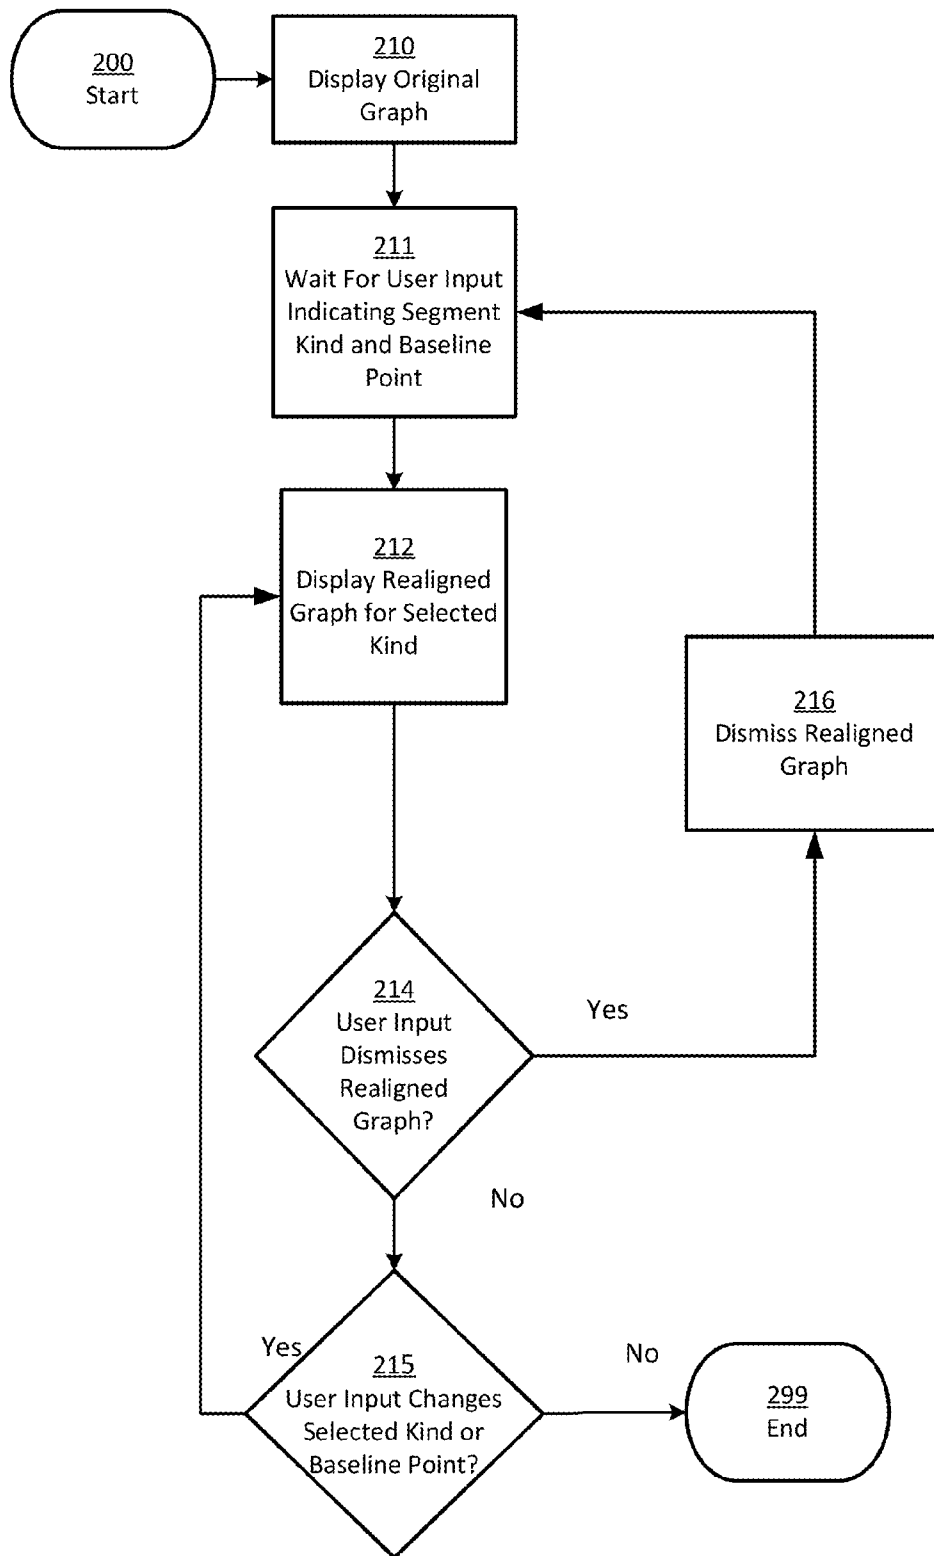 200
Start
210
Display Original
Graph
211
Wait For User Input
Indicating Segment
Kind and Baseline
Point
212
Display Realigned
Graph for Selected
Kind
216
Dismiss Realigned
Graph
214
User Input
Dismisses
Realigned
Graph?
Yes
No
215
User Input Changes
Selected Kind or
Baseline Point?
Yes
No
299
End